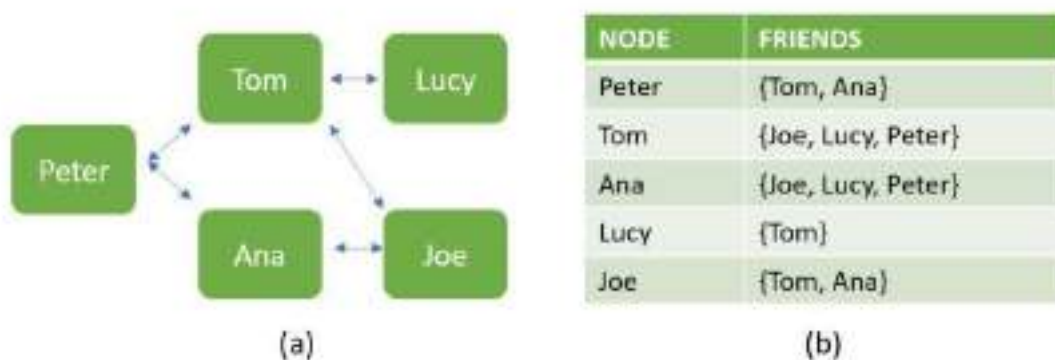 Tom
Lucy
Peter
Ana
Joe
(a)
NODE FRIENDS
Peter {Tom, Ana}
Tom {Joe, Lucy, Peter}
Ana {Joe, Lucy, Peter}
Lucy {Tom}
Joe {Tom, Ana}
(b)